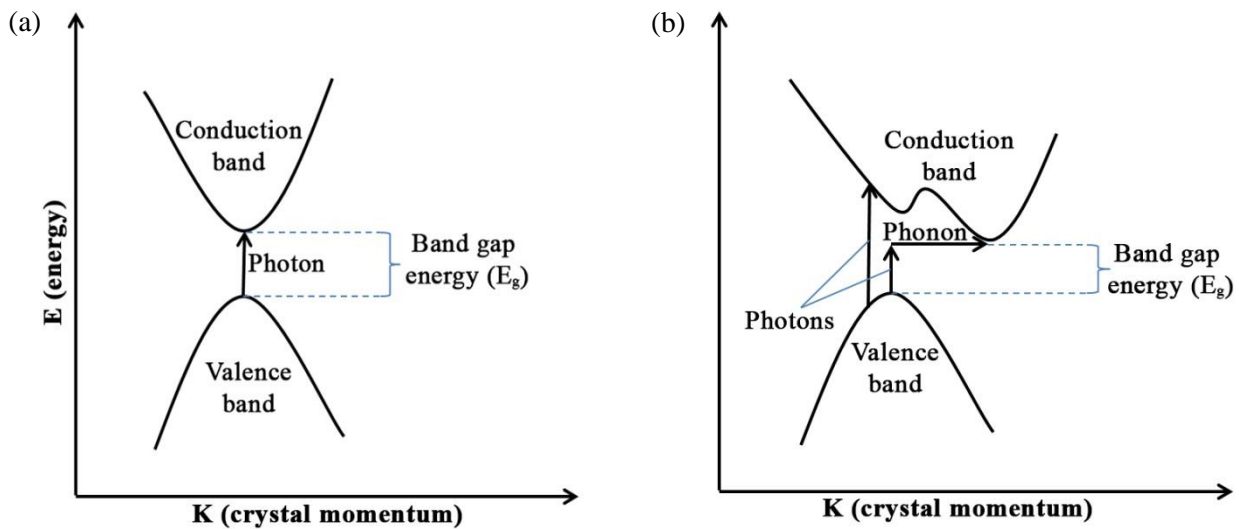 (a)
E (energy)
Conduction
band
Photon
Band gap
energy (Eg)
Valence
band
K (crystal momentum)
(b)
Conduction
band
Phonon
Band gap
energy (Eg)
Photons
Valence
band
K (crystal momentum)